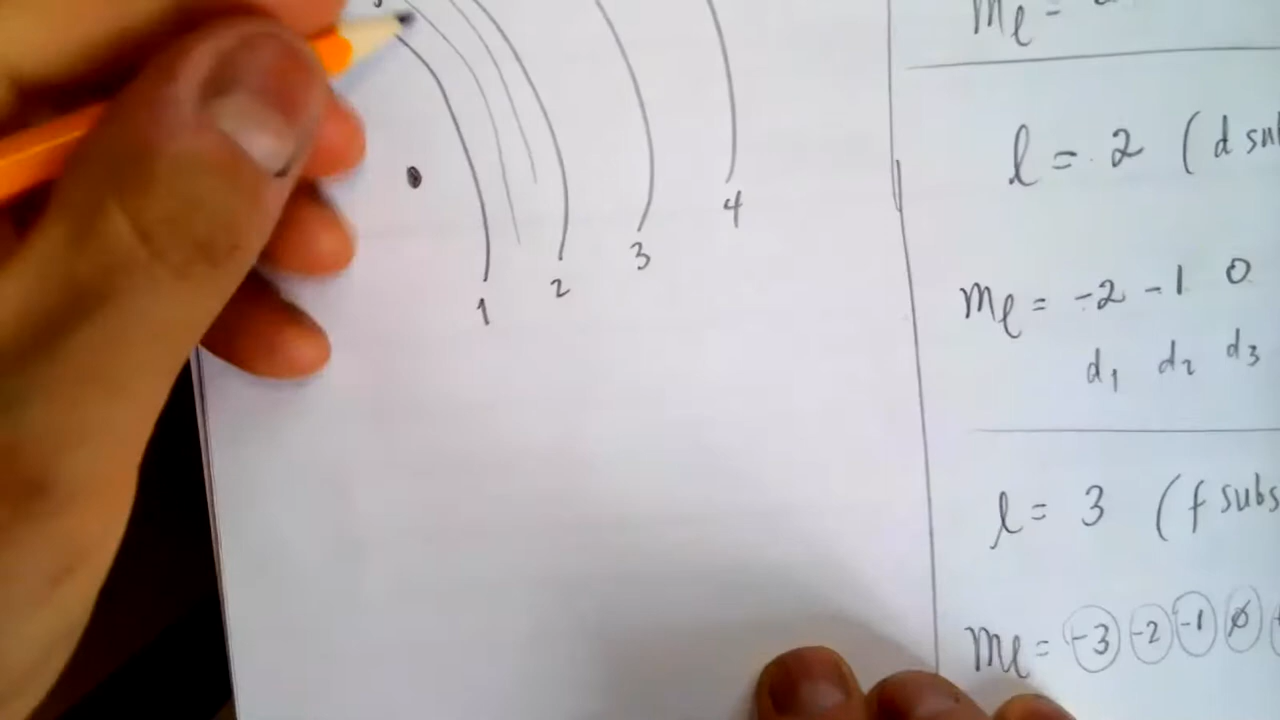 mℓ =
ℓ = 2 (d
mℓ = -2 -1 0
d₁ d₂ d₃
ℓ = 3 (f subs
mℓ = -3 -2 -1 0
1 2 3 4